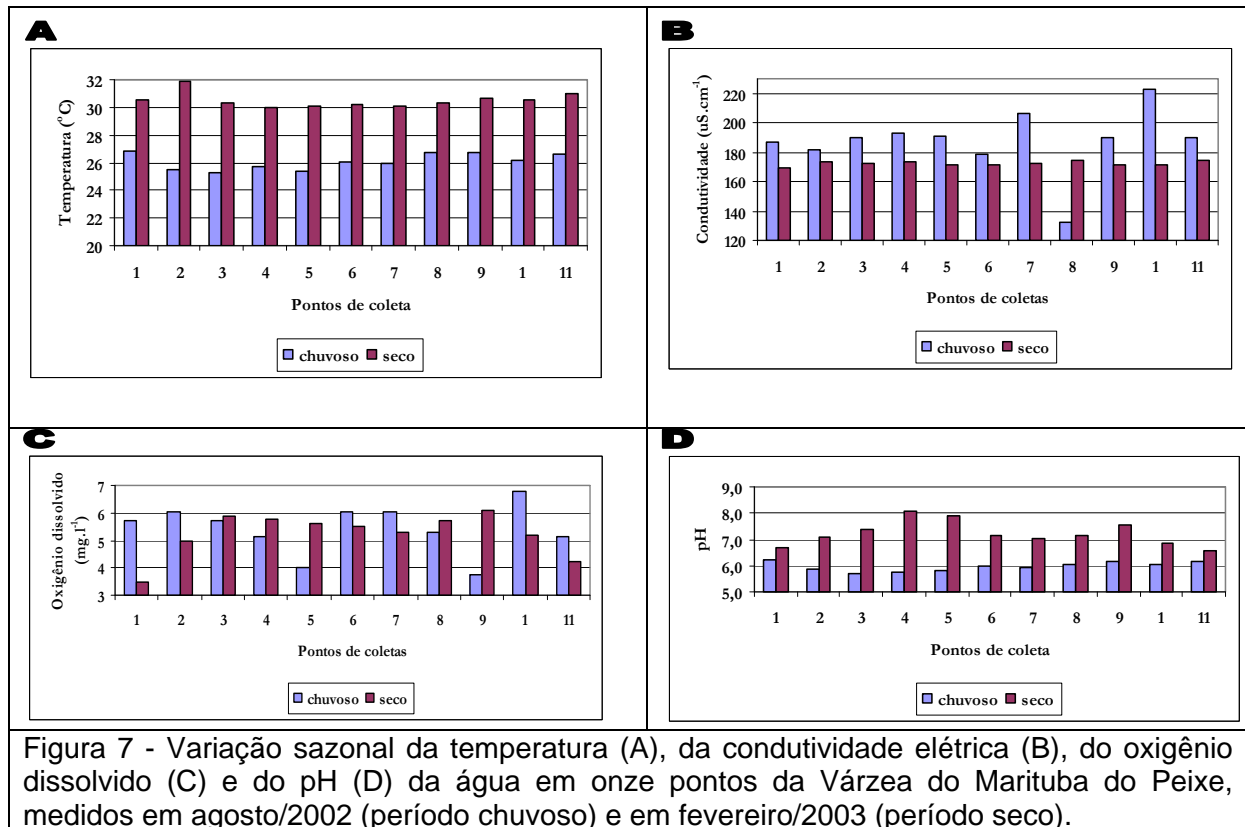 A
Temperatura (°C)
32
30
28
26
24
22
20
1 2 3 4 5 6 7 8 9 1 11
Pontos de coleta
chuvoso seco
B
Condutividade (uS.cm-1)
220
200
180
160
140
120
1 2 3 4 5 6 7 8 9 1 11
Pontos de coletas
chuvoso seco
C
Oxigênio dissolvido
(mg.l-1)
7
6
5
4
3
1 2 3 4 5 6 7 8 9 1 11
Pontos de coletas
chuvoso seco
D
pH
9,0
8,0
7,0
6,0
5,0
1 2 3 4 5 6 7 8 9 1 11
Pontos de coleta
chuvoso seco
Figura 7 - Variação sazonal da temperatura (A), da condutividade elétrica (B), do oxigênio
dissolvido (C) e do pH (D) da água em onze pontos da Várzea do Marituba do Peixe,
medidos em agosto/2002 (período chuvoso) e em fevereiro/2003 (período seco).